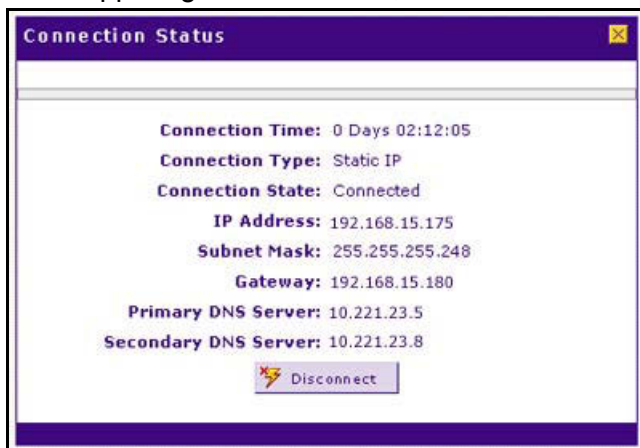 Connection Status
Connection Time: 0 Days 02:12:05
Connection Type: Static IP
Connection State: Connected
IP Address: 192.168.15.175
Subnet Mask: 255.255.255.248
Gateway: 192.168.15.180
Primary DNS Server: 10.221.23.5
Secondary DNS Server: 10.221.23.8
Disconnect